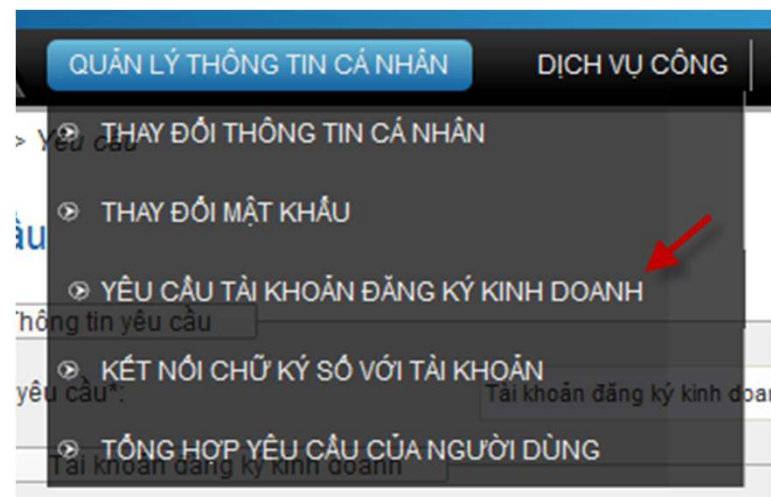 QUẢN LÝ THÔNG TIN CÁ NHÂN
DỊCH VỤ CÔNG
THAY ĐỔI THÔNG TIN CÁ NHÂN
> Yêu cầu
THAY ĐỔI MẬT KHẨU
ầu
YÊU CẦU TÀI KHOẢN ĐĂNG KÝ KINH DOANH
Thông tin yêu cầu
KẾT NỐI CHỮ KÝ SỐ VỚI TÀI KHOẢN
yêu cầu*:
Tài khoản đăng ký kinh doan
TỔNG HỢP YÊU CẦU CỦA NGƯỜI DÙNG
Tài khoản đăng ký kinh doanh